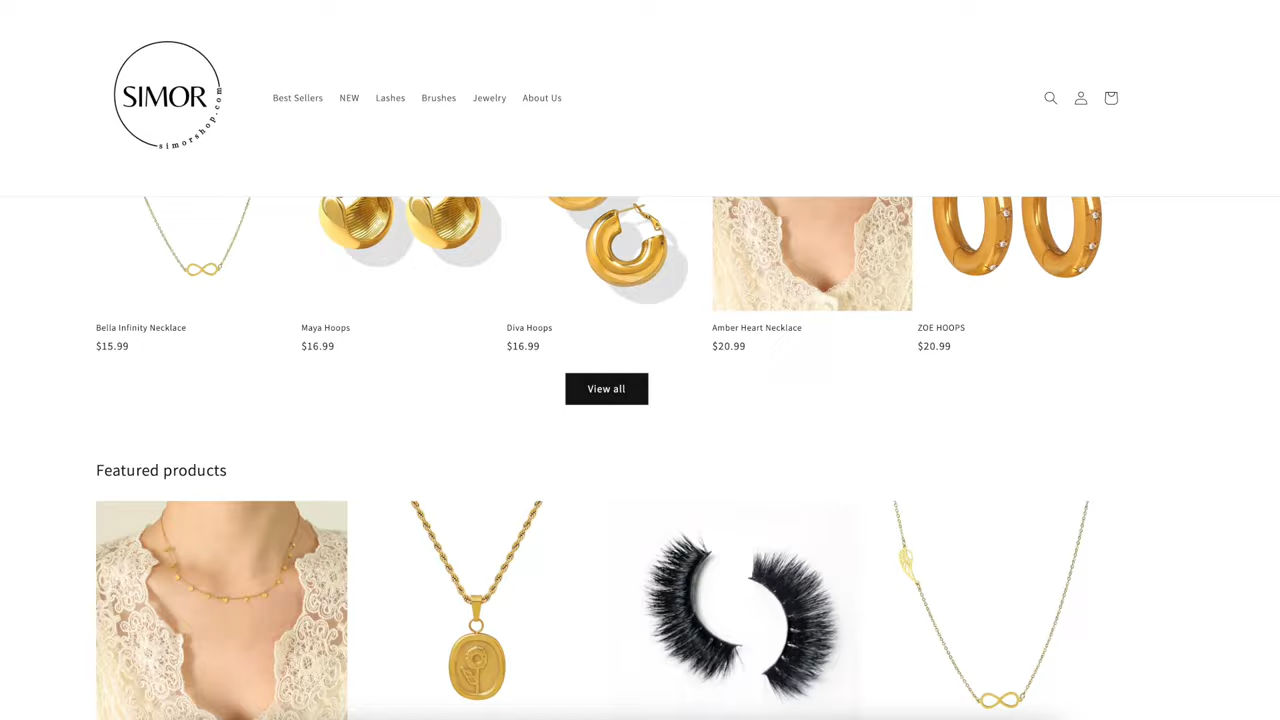 SIMOR
simorshop.com
Best Sellers NEW Lashes Brushes Jewelry About Us
Bella Infinity Necklace Maya Hoops Diva Hoops Amber Heart Necklace ZOE HOOPS
$15.99 $16.99 $16.99 $20.99 $20.99
View all
Featured products